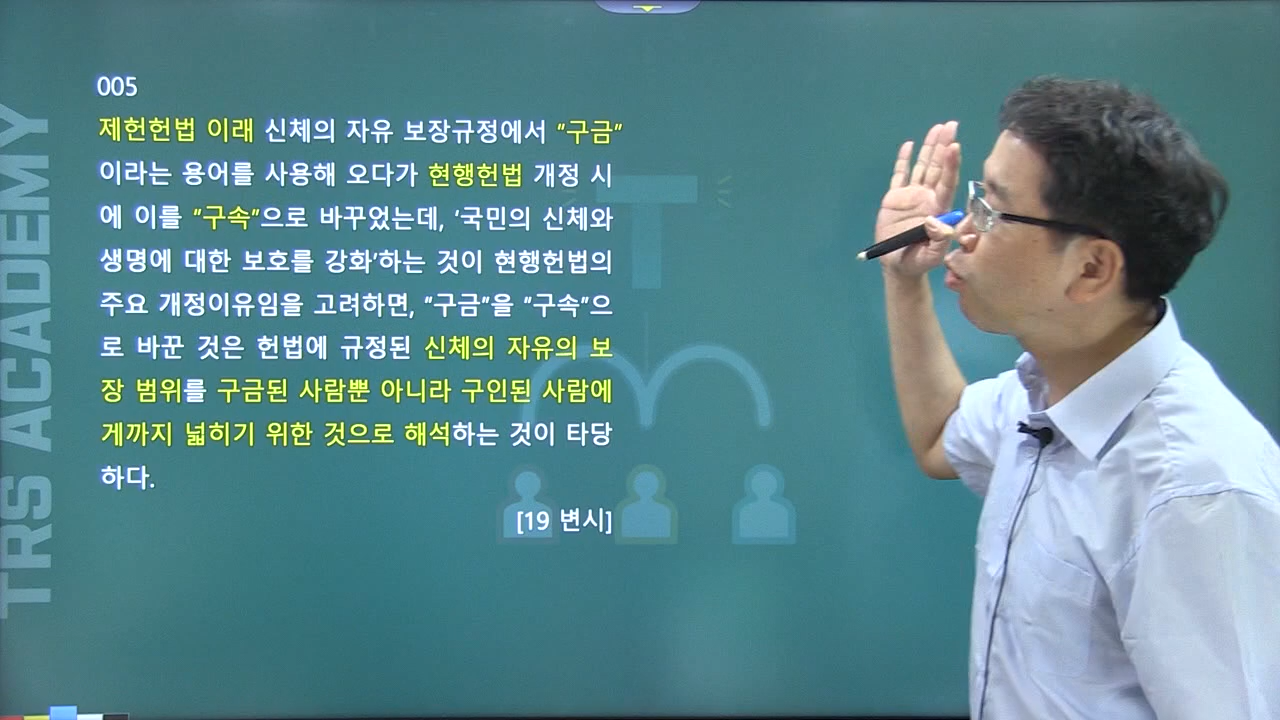 005
제헌헌법 이래 신체의 자유 보장규정에서 "구금"
이라는 용어를 사용해 오다가 현행헌법 개정 시
에 이를 "구속"으로 바꾸었는데, '국민의 신체와
생명에 대한 보호를 강화'하는 것이 현행헌법의
주요 개정이유임을 고려하면, "구금"을 "구속"으
로 바꾼 것은 헌법에 규정된 신체의 자유의 보
장 범위를 구금된 사람뿐 아니라 구인된 사람에
게까지 넓히기 위한 것으로 해석하는 것이 타당
하다.
[19 변시]
TRS ACADEMY